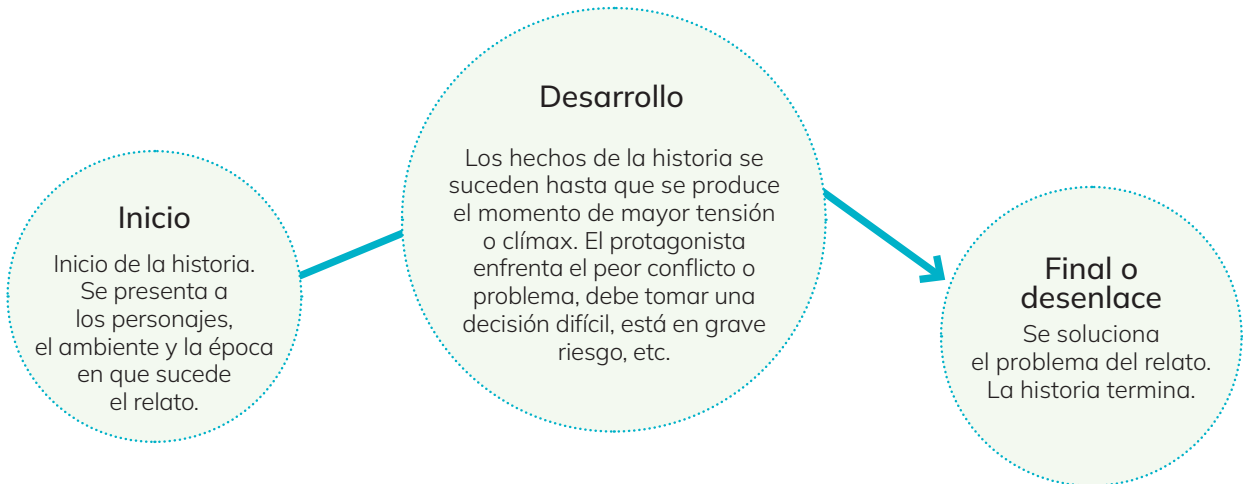 Inicio
Inicio de la historia.
Se presenta a
los personajes,
el ambiente y la época
en que sucede
el relato.
Desarrollo
Los hechos de la historia se
suceden hasta que se produce
el momento de mayor tensión
o clímax. El protagonista
enfrenta el peor conflicto o
problema, debe tomar una
decisión difícil, está en grave
riesgo, etc.
Final o
desenlace
Se soluciona
el problema del relato.
La historia termina.